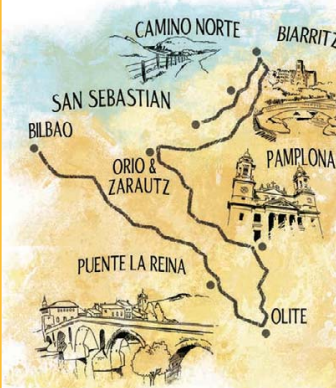 CAMINO NORTE
BIARRITZ
SAN SEBASTIAN
BILBAO
ORIO &
ZARAUTZ
PAMPLONA
PUENTE LA REINA
OLITE